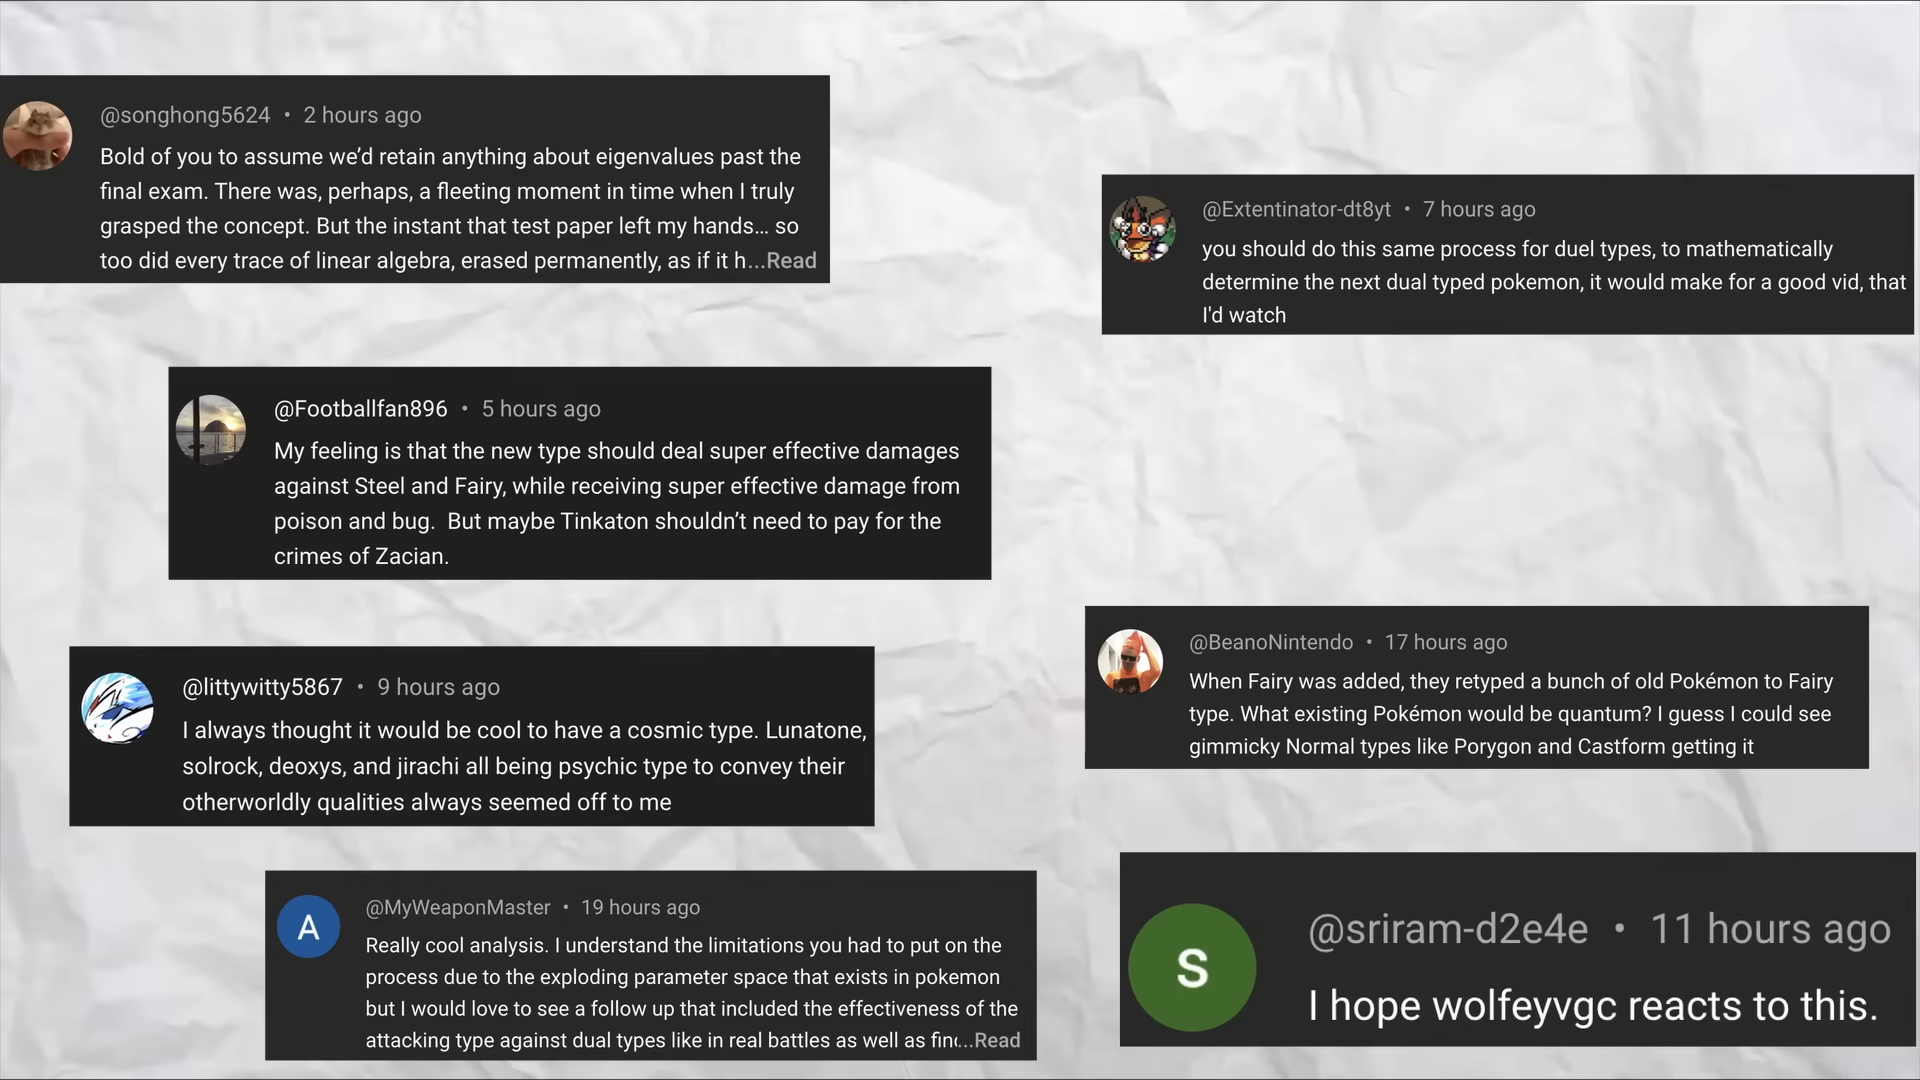 @songhong5624 • 2 hours ago
Bold of you to assume we’d retain anything about eigenvalues past the
final exam. There was, perhaps, a fleeting moment in time when I truly
grasped the concept. But the instant that test paper left my hands... so
too did every trace of linear algebra, erased permanently, as if it h...Read
@Extentinator-dt8yt • 7 hours ago
you should do this same process for duel types, to mathematically
determine the next dual typed pokemon, it would make for a good vid, that
I'd watch
@Footballfan896 • 5 hours ago
My feeling is that the new type should deal super effective damages
against Steel and Fairy, while receiving super effective damage from
poison and bug.  But maybe Tinkaton shouldn’t need to pay for the
crimes of Zacian.
@littywitty5867 • 9 hours ago
I always thought it would be cool to have a cosmic type. Lunatone,
solrock, deoxys, and jirachi all being psychic type to convey their
otherworldly qualities always seemed off to me
@BeanoNintendo • 17 hours ago
When Fairy was added, they retyped a bunch of old Pokémon to Fairy
type. What existing Pokémon would be quantum? I guess I could see
gimmicky Normal types like Porygon and Castform getting it
A
@MyWeaponMaster • 19 hours ago
Really cool analysis. I understand the limitations you had to put on the
process due to the exploding parameter space that exists in pokemon
but I would love to see a follow up that included the effectiveness of the
attacking type against dual types like in real battles as well as fin...Read
S
@sriram-d2e4e • 11 hours ago
I hope wolfeyvgc reacts to this.